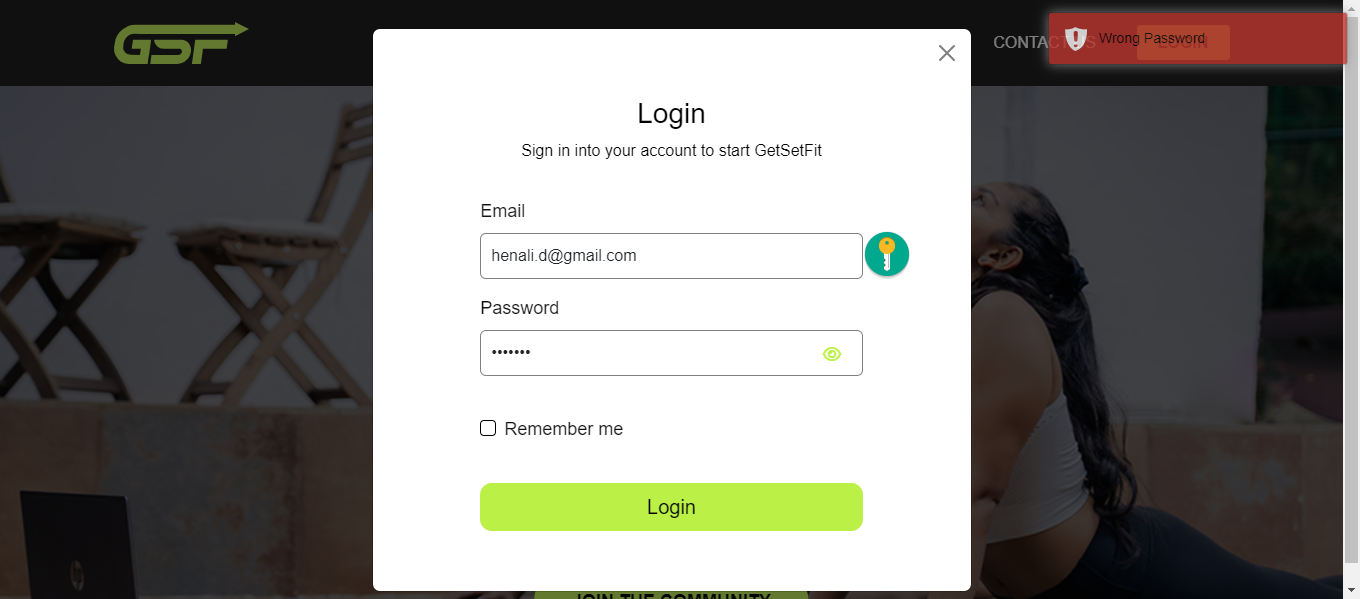 GSF
CONTACT US
LOGIN
Wrong Password
Login
Sign in into your account to start GetSetFit
Email
henali.d@gmail.com
Password
•••••••
Remember me
Login
JOIN THE COMMUNITY